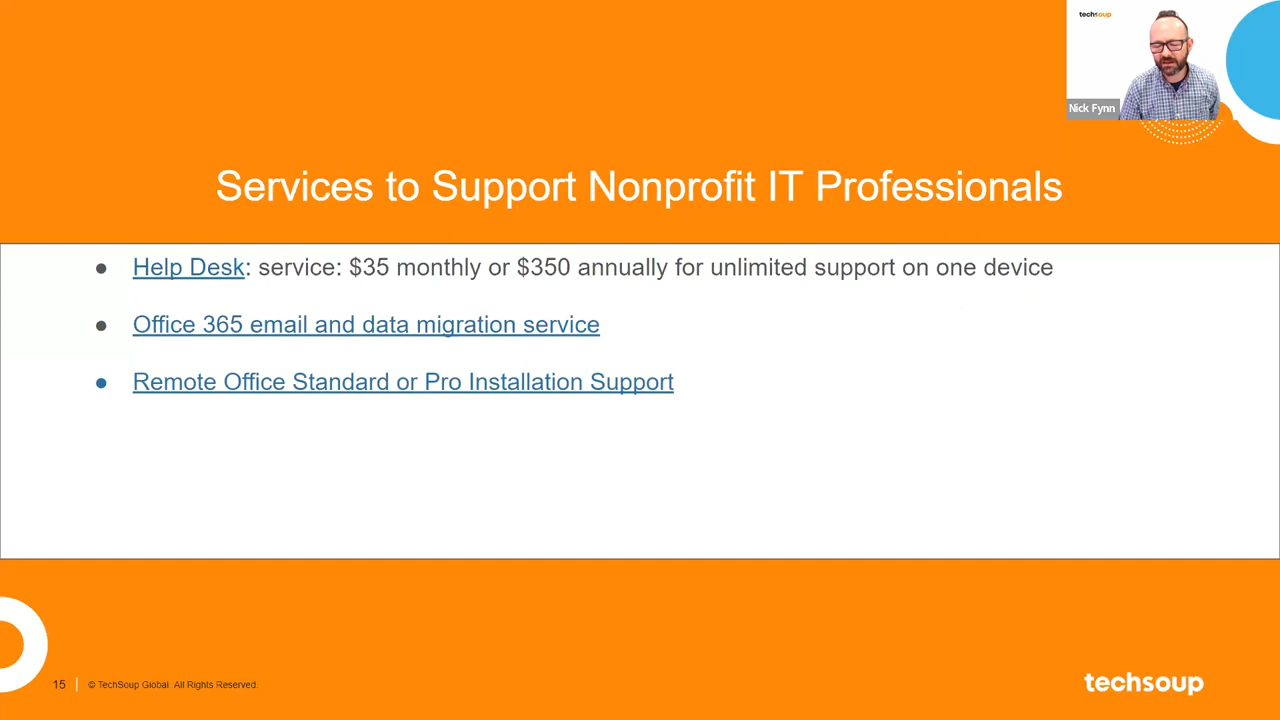 techsoup
Nick Fynn
Services to Support Nonprofit IT Professionals
● Help Desk: service: $35 monthly or $350 annually for unlimited support on one device
● Office 365 email and data migration service
● Remote Office Standard or Pro Installation Support
15 | © TechSoup Global. All Rights Reserved.
techsoup